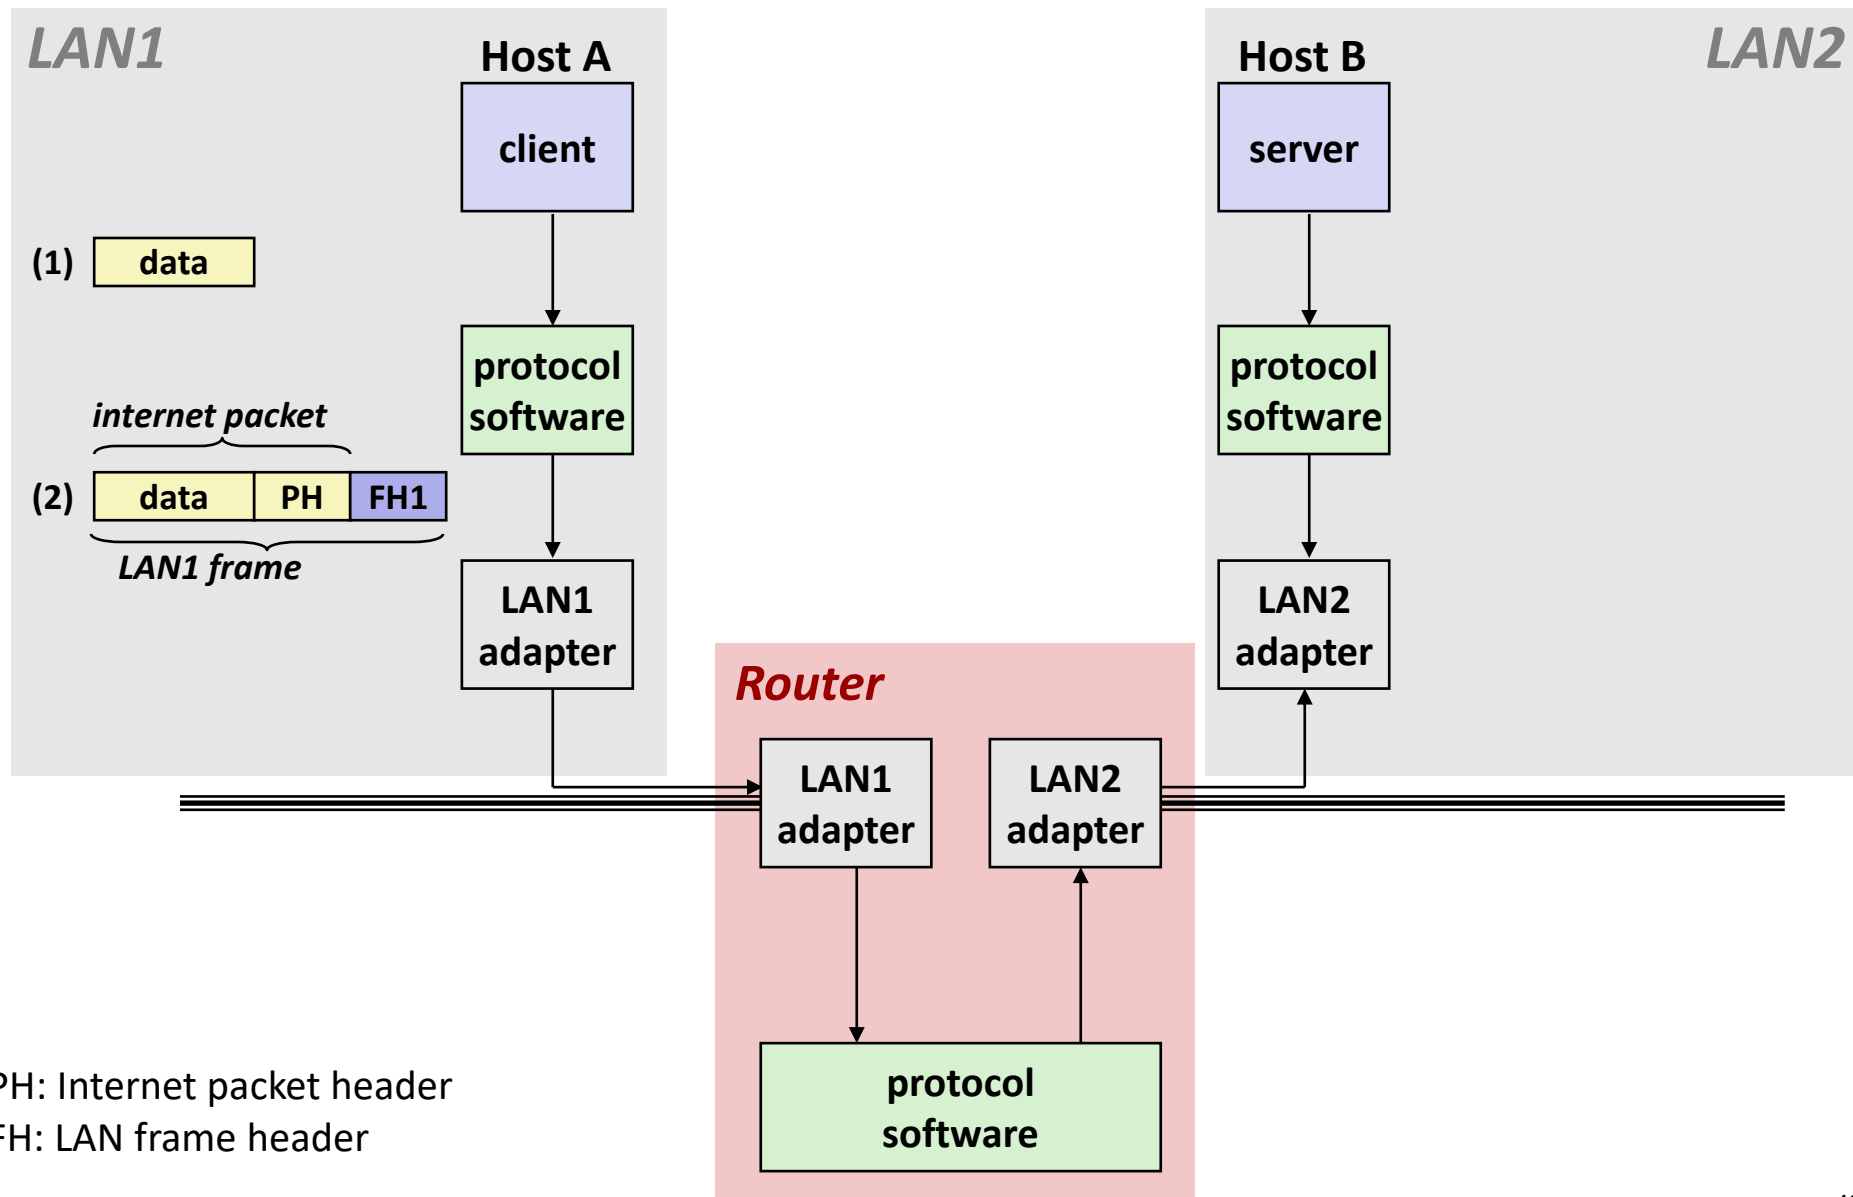 LAN1
Host A
Host B
LAN2
client
server
(1) data
protocol
software
protocol
software
internet packet
(2) data PH FH1
LAN1 frame
LAN1
adapter
LAN2
adapter
Router
LAN1
adapter
LAN2
adapter
protocol
software
PH: Internet packet header
FH: LAN frame header